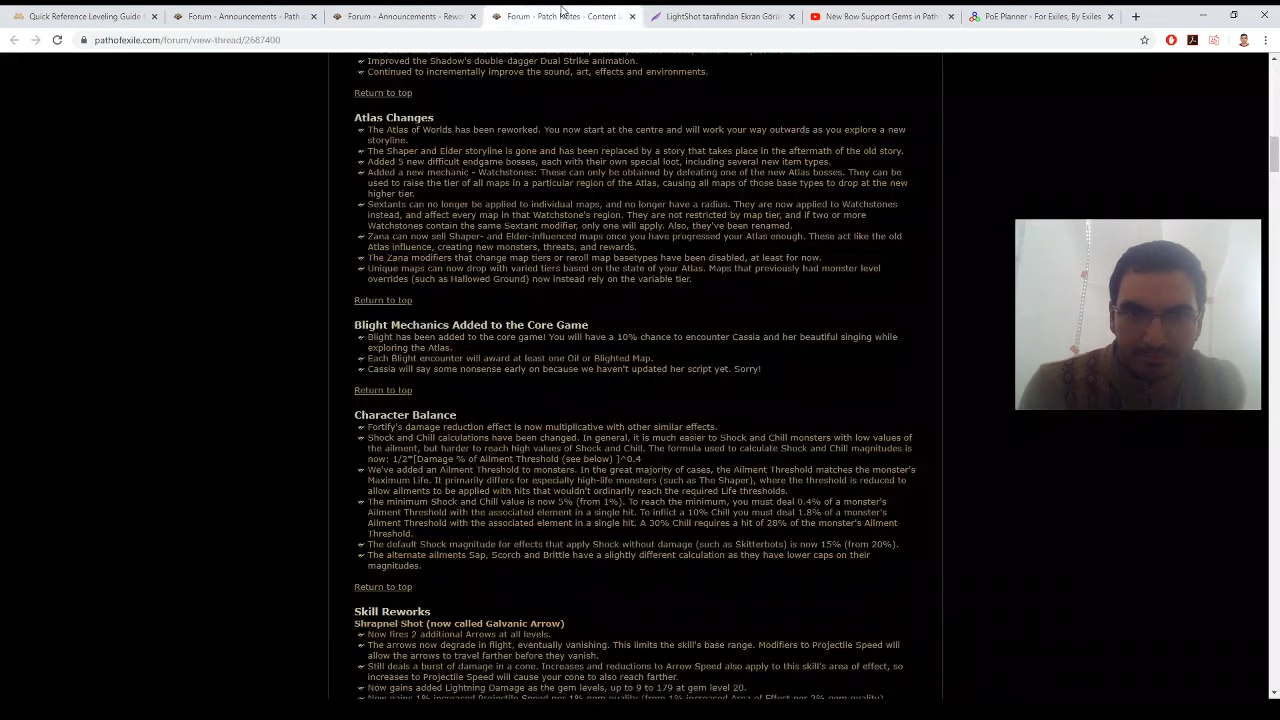 Quick Reference Leveling Guide
Forum - Announcements - Path
Forum - Announcements - Rewo
Forum - Patch Notes - Content
LightShot tarafından Ekran Görü
New Bow Support Gems in Path
PoE Planner - For Exiles, By Exiles
pathofexile.com/forum/view-thread/2687400
Improved the Shadow's double-dagger Dual Strike animation.
Continued to incrementally improve the sound, art, effects and environments.
Return to top
Atlas Changes
The Atlas of Worlds has been reworked. You now start at the centre and will work your way outwards as you explore a new
storyline.
The Shaper and Elder storyline is gone and has been replaced by a story that takes place in the aftermath of the old story.
Added 5 new difficult endgame bosses, each with their own special loot, including several new item types.
Added a new mechanic - Watchstones: These can only be obtained by defeating one of the new Atlas bosses. They can be
used to raise the tier of all maps in a particular region of the Atlas, causing all maps of those base types to drop at the new
higher tier.
Sextants can no longer be applied to individual maps, and no longer have a radius. They are now applied to Watchstones
instead, and affect every map in that Watchstone's region. They are not restricted by map tier, and if two or more
Watchstones contain the same Sextant modifier, only one will apply. Also, they've been renamed.
Zana can now sell Shaper- and Elder-influenced maps once you have progressed your Atlas enough. These act like the old
Atlas influence, creating new monsters, threats, and rewards.
The Zana modifiers that change map tiers or reroll map basetypes have been disabled, at least for now.
Unique maps can now drop with varied tiers based on the state of your Atlas. Maps that previously had monster level
overrides (such as Hallowed Ground) now instead rely on the variable tier.
Return to top
Blight Mechanics Added to the Core Game
Blight has been added to the core game! You will have a 10% chance to encounter Cassia and her beautiful singing while
exploring the Atlas.
Each Blight encounter will award at least one Oil or Blighted Map.
Cassia will say some nonsense early on because we haven't updated her script yet. Sorry!
Return to top
Character Balance
Fortify's damage reduction effect is now multiplicative with other similar effects.
Shock and Chill calculations have been changed. In general, it is much easier to Shock and Chill monsters with low values of
the ailment, but harder to reach high values of Shock and Chill. The formula used to calculate Shock and Chill magnitudes is
now: 1/2*[Damage % of Ailment Threshold (see below) ]^0.4
We've added an Ailment Threshold to monsters. In the great majority of cases, the Ailment Threshold matches the monster's
Maximum Life. It primarily differs for especially high-life monsters (such as The Shaper), where the threshold is reduced to
allow ailments to be applied with hits that wouldn't ordinarily reach the required Life thresholds.
The minimum Shock and Chill value is now 5% (from 1%). To reach the minimum, you must deal 0.4% of a monster's
Ailment Threshold with the associated element in a single hit. To inflict a 10% Chill you must deal 1.8% of a monster's
Ailment Threshold with the associated element in a single hit. A 30% Chill requires a hit of 28% of the monster's Ailment
Threshold.
The default Shock magnitude for effects that apply Shock without damage (such as Skitterbots) is now 15% (from 20%).
The alternate ailments Sap, Scorch and Brittle have a slightly different calculation as they have lower caps on their
magnitudes.
Return to top
Skill Reworks
Shrapnel Shot (now called Galvanic Arrow)
Now fires 2 additional Arrows at all levels.
The arrows now degrade in flight, eventually vanishing. This limits the skill's base range. Modifiers to Projectile Speed will
allow the arrows to travel farther before they vanish.
Still deals a burst of damage in a cone. Increases and reductions to Arrow Speed also apply to this skill's area of effect, so
increases to Projectile Speed will cause your cone to also reach farther.
Now gains added Lightning Damage as the gem levels, up to 9 to 179 at gem level 20.
Now gains 1% increased Projectile Speed per 1% gem quality (from 1% increased Area of Effect per 2% gem quality).